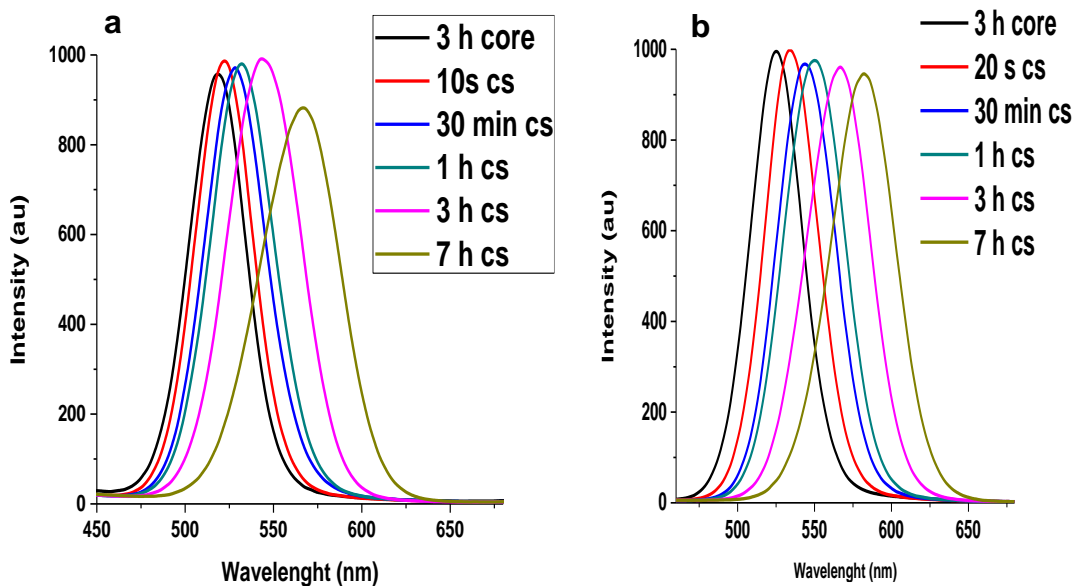 a
3 h core
10s cs
30 min cs
1 h cs
3 h cs
7 h cs
1000
800
600
400
200
0
Intensity (au)
450 500 550 600 650
Wavelenght (nm)
b
3 h core
20 s cs
30 min cs
1 h cs
3 h cs
7 h cs
1000
800
600
400
200
0
Intensity (au)
500 550 600 650
Wavelenght (nm)